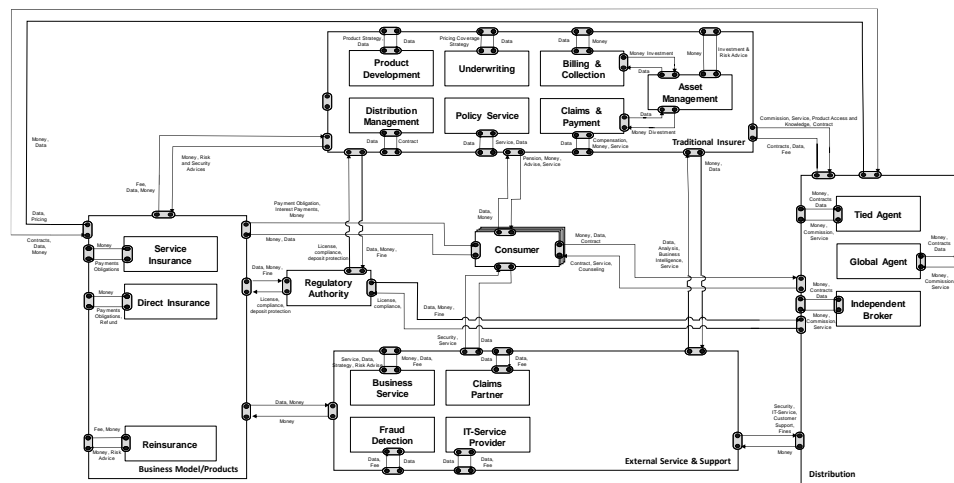 Product Strategy
Data
Data
Pricing Coverage
Strategy
Data
Data
Money
Money Investment
Data
Money
Investment &
Risk Advice
Product
Development
Underwriting
Billing &
Collection
Asset
Management
Distribution
Management
Policy Service
Claims &
Payment
Data
Money Investment
Data
Contract
Data
Service, Data
Data
Compensation,
Money, Service
Traditional Insurer
Commission, Service, Product Access and
Knowledge, Contract
Contracts, Data,
Fee
Money,
Data
Money, Risk
and Security
Advices
Fee,
Data, Money
Pension, Money,
Advice, Service
Money,
Data
Data,
Pricing
Contracts,
Data,
Money
Payment Obligation,
Interest Payments,
Money
Money, Data
Data,
Money
Consumer
Money, Data,
Contract
Contract, Service,
Counseling
Data,
Analysis,
Business
Intelligence,
Service
Money
Payments
Obligations
Service
Insurance
Money
Payments
Obligations,
Refund
Direct Insurance
Data, Money,
Fine
License,
compliance,
deposit protection
License,
compliance,
deposit protection
Data, Money,
Fine
Regulatory
Authority
License,
compliance,
Data, Money,
Fine
Money,
Contracts
Data
Money,
Commission,
Service
Tied Agent
Global Agent
Money,
Contracts
Data
Money,
Commission,
Service
Money,
Contracts
Data
Money,
Commission,
Service
Independent
Broker
Security,
Service
Data
Service, Data,
Strategy, Risk Advice
Money, Data,
Fee
Data
Data,
Fee
Business
Service
Claims
Partner
Fraud
Detection
IT-Service
Provider
Data,
Fee
Data
Data
Data,
Fee
External Service & Support
Data, Money
Money
Fee, Money
Money, Risk
Advice
Reinsurance
Business Model/Products
Security,
IT-Service,
Customer
Support,
Fines
Money
Distribution